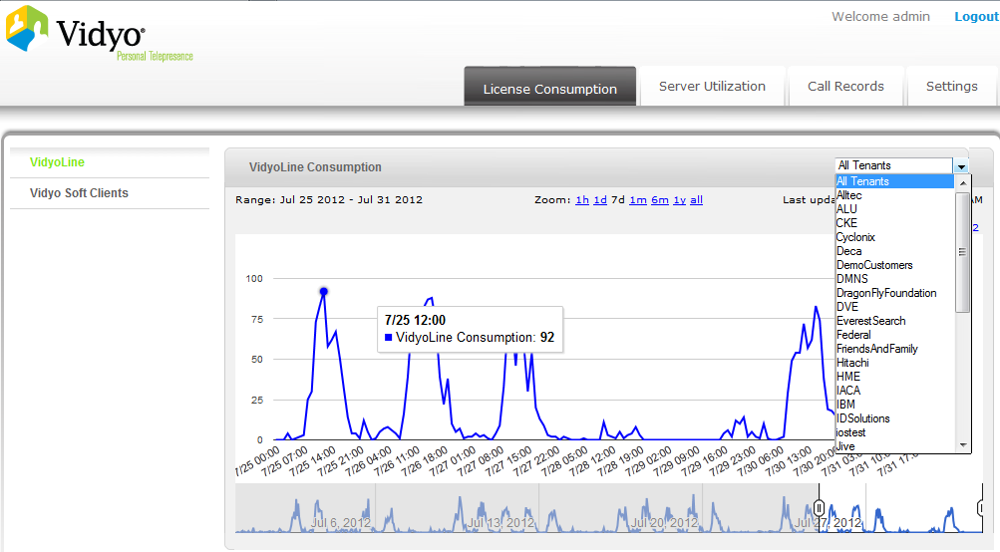 Vidyo®
Personal Telepresence
Welcome admin Logout
License Consumption Server Utilization Call Records Settings
VidyoLine
Vidyo Soft Clients
VidyoLine Consumption
All Tenants
Range: Jul 25 2012 - Jul 31 2012 Zoom: 1h 1d 7d 1m 6m 1y all Last upda AM
2
All Tenants
Alltec
ALU
CKE
Cyclonix
Deca
DemoCustomers
DMNS
DragonFlyFoundation
DVE
EverestSearch
Federal
FriendsAndFamily
Hitachi
HME
IACA
IBM
IDSolutions
iostest
Jive
100
75
50
25
0
7/25 12:00
VidyoLine Consumption: 92
7/25 00:00
7/25 07:00
7/25 14:00
7/25 21:00
7/26 04:00
7/26 11:00
7/26 18:00
7/27 01:00
7/27 08:00
7/27 15:00
7/27 22:00
7/28 05:00
7/28 12:00
7/28 19:00
7/29 02:00
7/29 09:00
7/29 16:00
7/29 23:00
7/30 06:00
7/30 13:00
7/30 20:00
7/31 03:00
7/31 10:00
7/31 17:00
Jul 6, 2012 Jul 13, 2012 Jul 20, 2012 Jul 27, 2012